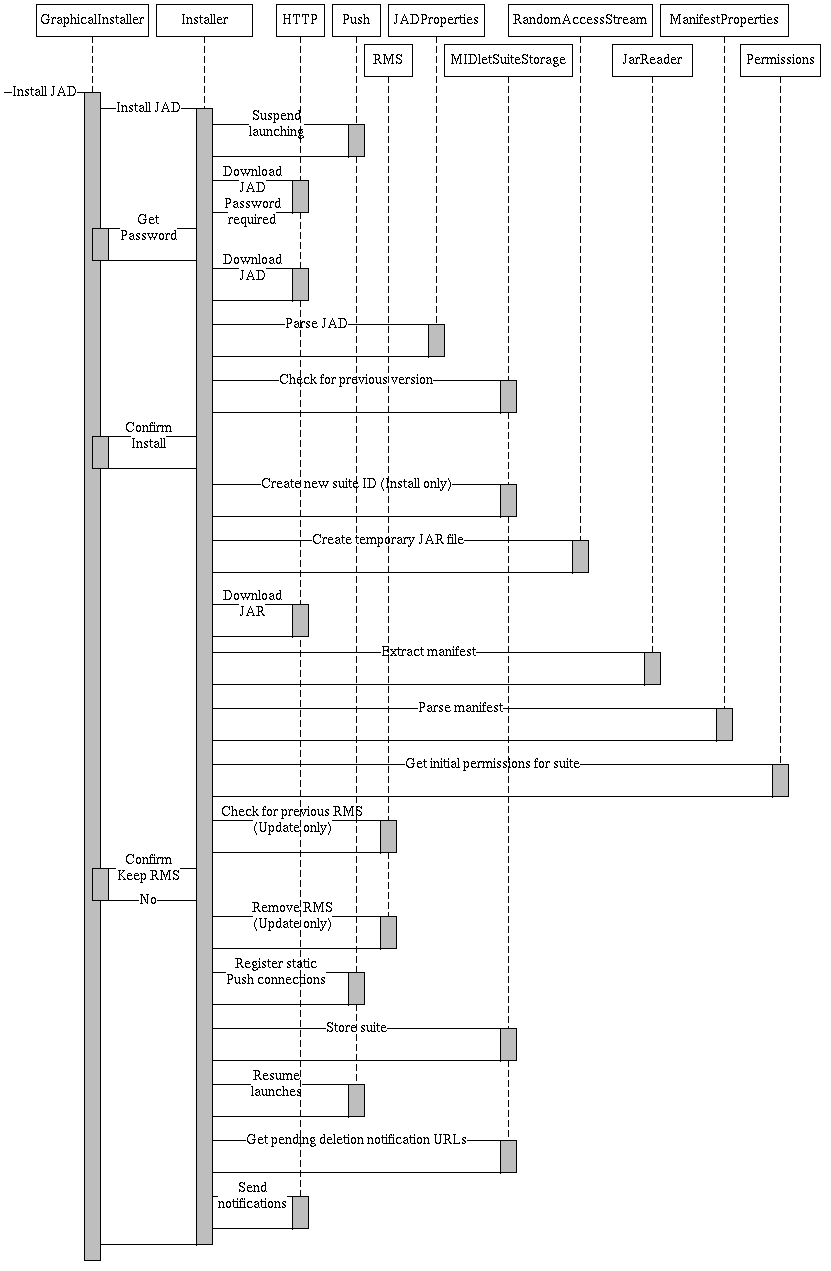 GraphicalInstaller
Installer
HTTP
Push
JADProperties
RandomAccessStream
ManifestProperties
RMS
MIDletSuiteStorage
JarReader
Permissions
Install JAD
Install JAD
Suspend
launching
Download
JAD
Password
required
Get
Password
Download
JAD
Parse JAD
Check for previous version
Confirm
Install
Create new suite ID (Install only)
Create temporary JAR file
Download
JAR
Extract manifest
Parse manifest
Get initial permissions for suite
Check for previous RMS
(Update only)
Confirm
Keep RMS
No
Remove RMS
(Update only)
Register static
Push connections
Store suite
Resume
launches
Get pending deletion notification URLs
Send
notifications